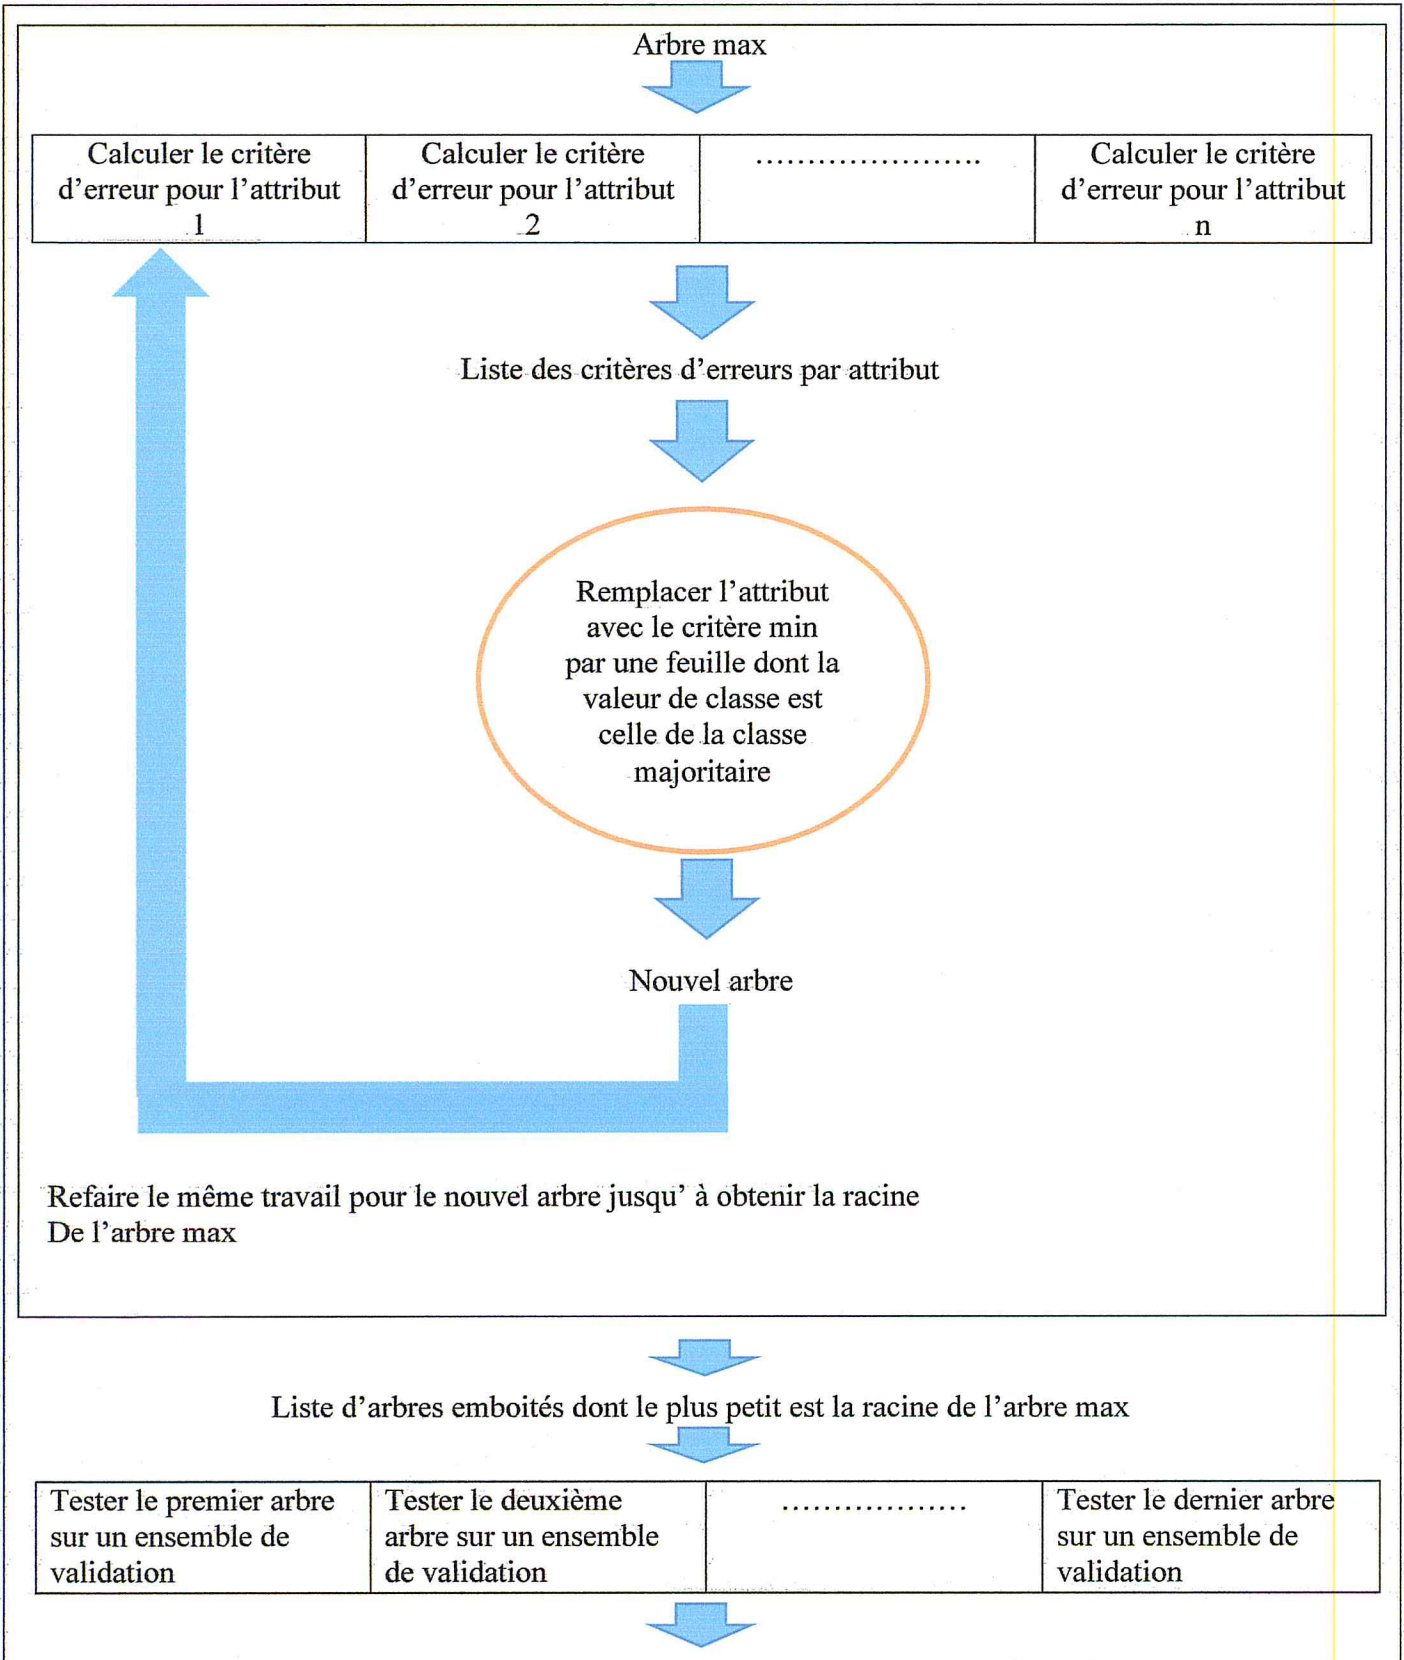 Arbre max
Calculer le critère
d'erreur pour l'attribut
1
Calculer le critère
d'erreur pour l'attribut
2
.......................
Calculer le critère
d'erreur pour l'attribut
n
Liste des critères d'erreurs par attribut
Remplacer l'attribut
avec le critère min
par une feuille dont la
valeur de classe est
celle de la classe
majoritaire
Nouvel arbre
Refaire le même travail pour le nouvel arbre jusqu' à obtenir la racine
De l'arbre max
Liste d'arbres emboités dont le plus petit est la racine de l'arbre max
Tester le premier arbre
sur un ensemble de
validation
Tester le deuxième
arbre sur un ensemble
de validation
..................
Tester le dernier arbre
sur un ensemble de
validation